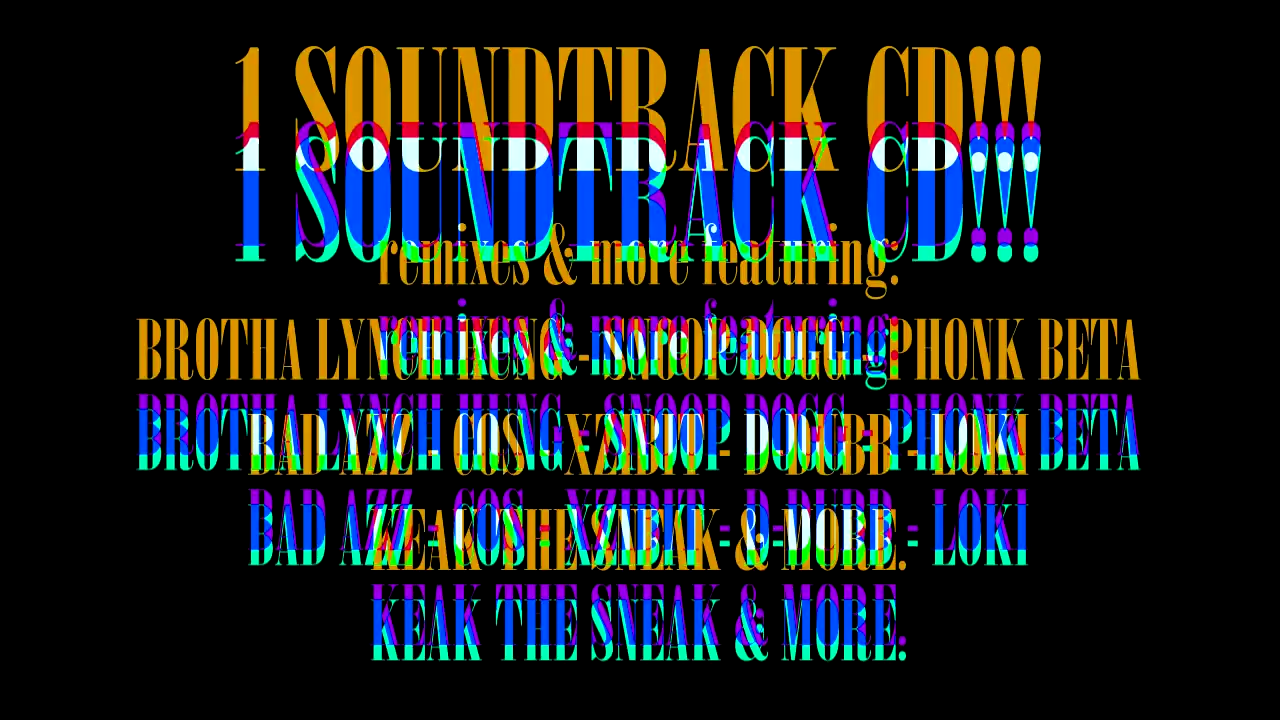 1 SOUNDTRACK CD!!!
remixes & more featuring:
BROTHA LYNCH HUNG - SNOOP DOGG - PHONK BETA
BAD AZZ - COS - XZIBIT - D-DUBB - LOKI
KEAK THE SNEAK & MORE.